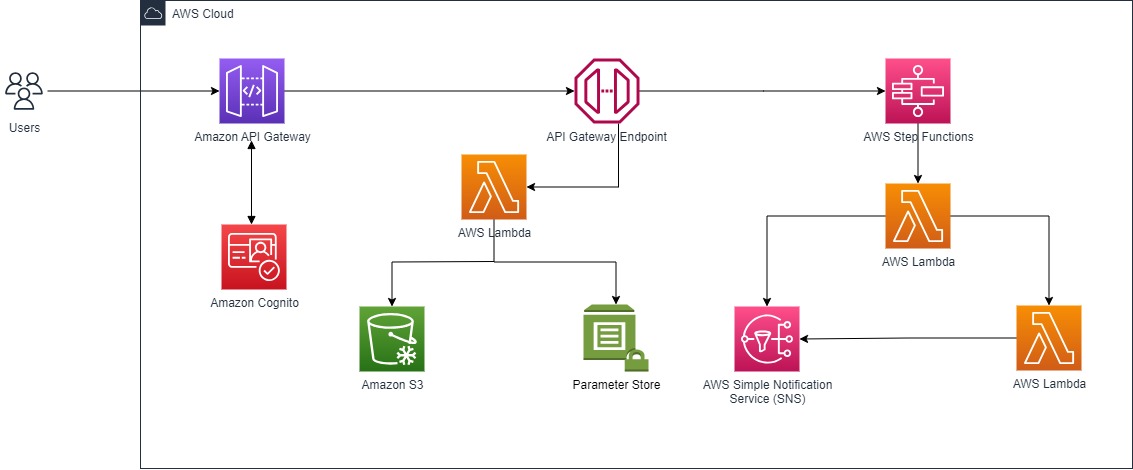 AWS Cloud
Users
Amazon API Gateway
API Gateway Endpoint
AWS Step Functions
AWS Lambda
AWS Lambda
Amazon Cognito
Amazon S3
Parameter Store
AWS Simple Notification
Service (SNS)
AWS Lambda